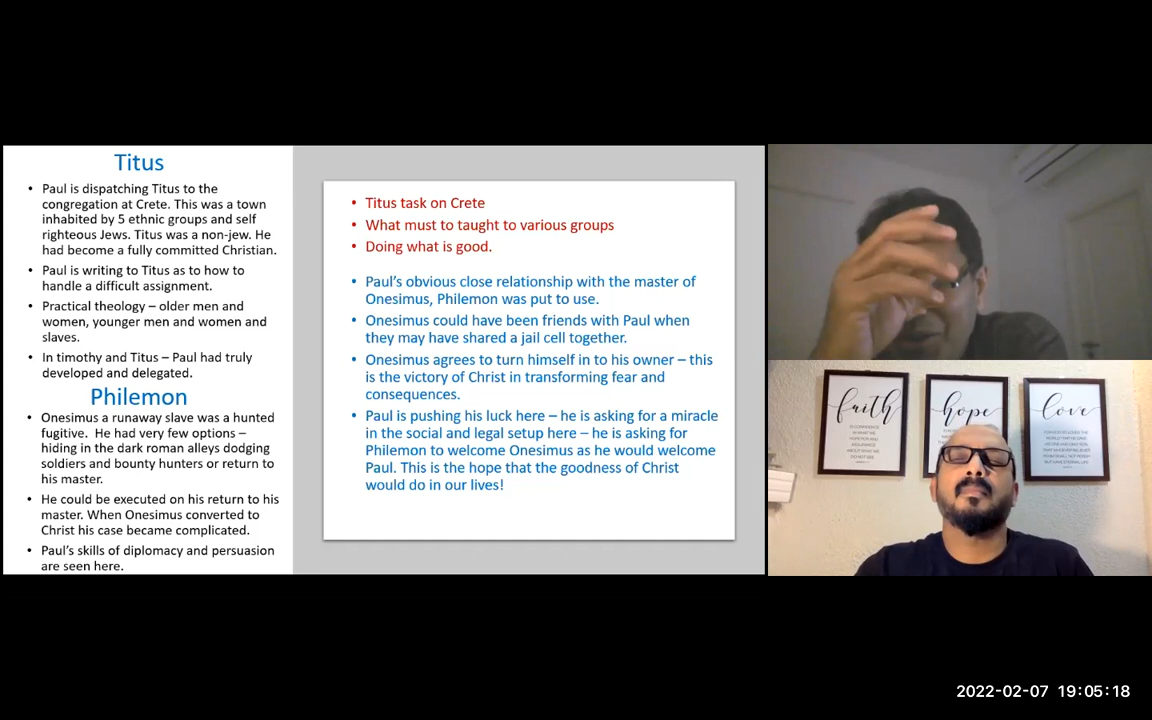 Titus
• Paul is dispatching Titus to the
congregation at Crete. This was a town
inhabited by 5 ethnic groups and self
righteous Jews. Titus was a non-jew. He
had become a fully committed Christian.
• Paul is writing to Titus as to how to
handle a difficult assignment.
• Practical theology – older men and
women, younger men and women and
slaves.
• In timothy and Titus – Paul had truly
developed and delegated.
Philemon
• Onesimus a runaway slave was a hunted
fugitive. He had very few options –
hiding in the dark roman alleys dodging
soldiers and bounty hunters or return to
his master.
• He could be executed on his return to his
master. When Onesimus converted to
Christ his case became complicated.
• Paul's skills of diplomacy and persuasion
are seen here.
• Titus task on Crete
• What must to taught to various groups
• Doing what is good.
• Paul's obvious close relationship with the master of
Onesimus, Philemon was put to use.
• Onesimus could have been friends with Paul when
they may have shared a jail cell together.
• Onesimus agrees to turn himself in to his owner – this
is the victory of Christ in transforming fear and
consequences.
• Paul is pushing his luck here – he is asking for a miracle
in the social and legal setup here – he is asking for
Philemon to welcome Onesimus as he would welcome
Paul. This is the hope that the goodness of Christ
would do in our lives!
faith
hope
love
2022-02-07 19:05:18